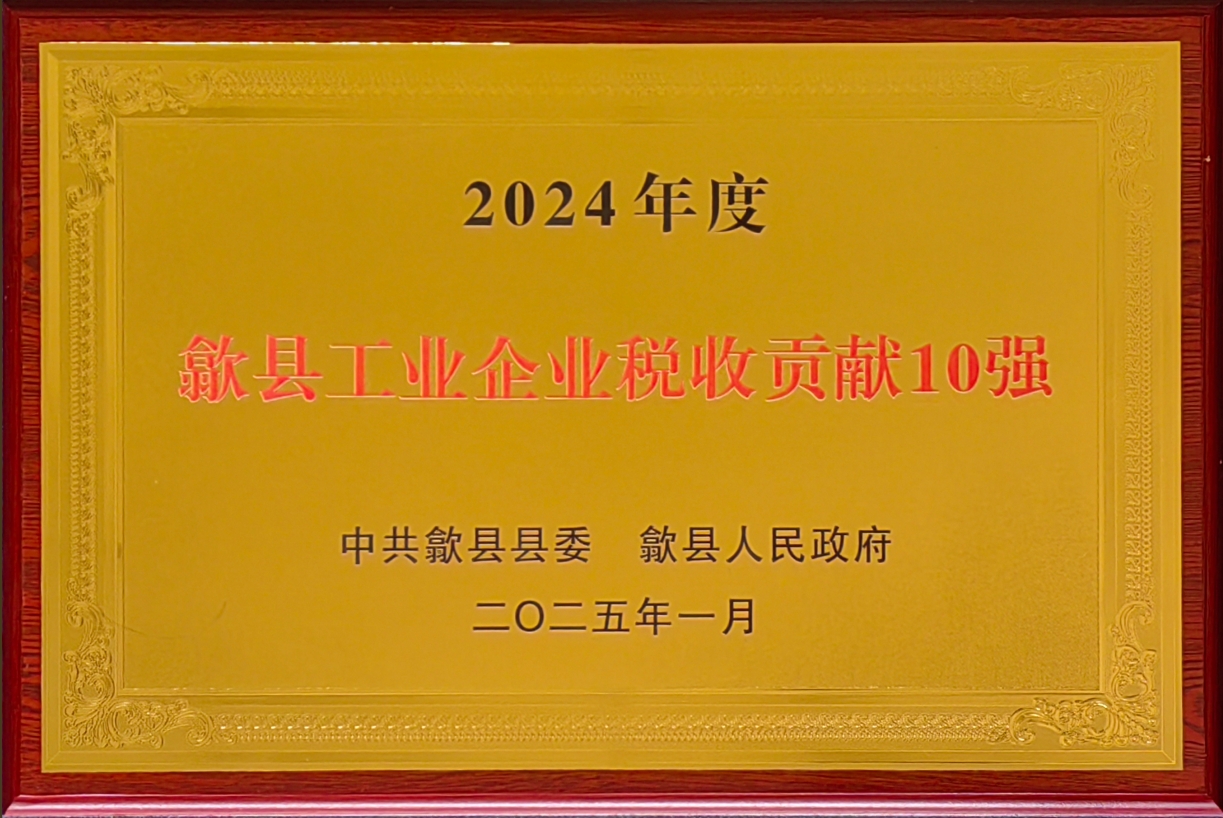 2024年度
歙县工业企业税收贡献10强
中共歙县县委 歙县人民政府
二〇二五年一月